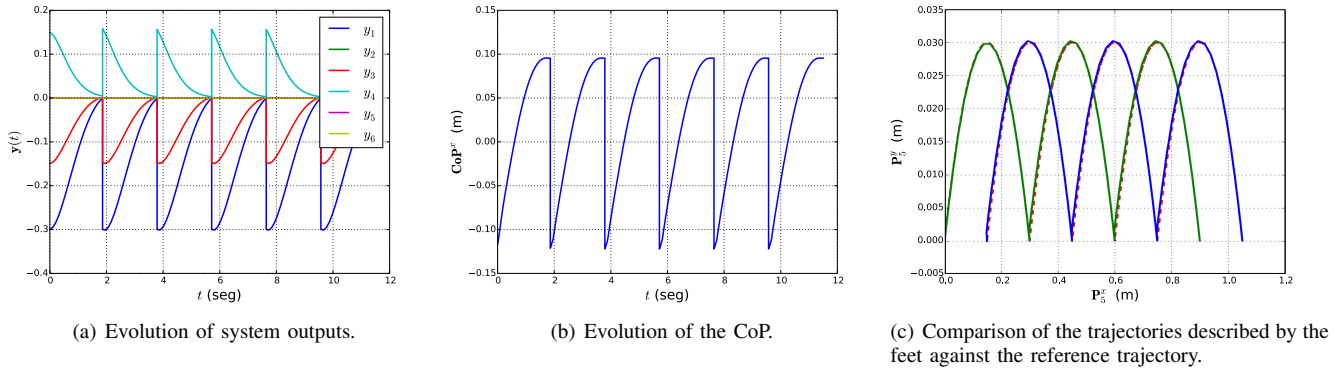 0.2
0.1
0.0
−0.1
−0.2
−0.3
−0.4
0
2
4
6
8
10
12
y(t)
t (seg)
y1
y2
y3
y4
y5
y6
(a) Evolution of system outputs.
0.15
0.10
0.05
0.00
−0.05
−0.10
−0.15
0
2
4
6
8
10
12
CoP^x (m)
t (seg)
(b) Evolution of the CoP.
0.035
0.030
0.025
0.020
0.015
0.010
0.005
0.000
−0.005
0.0
0.2
0.4
0.6
0.8
1.0
1.2
P_5^y (m)
P_5^x (m)
(c) Comparison of the trajectories described by the
feet against the reference trajectory.